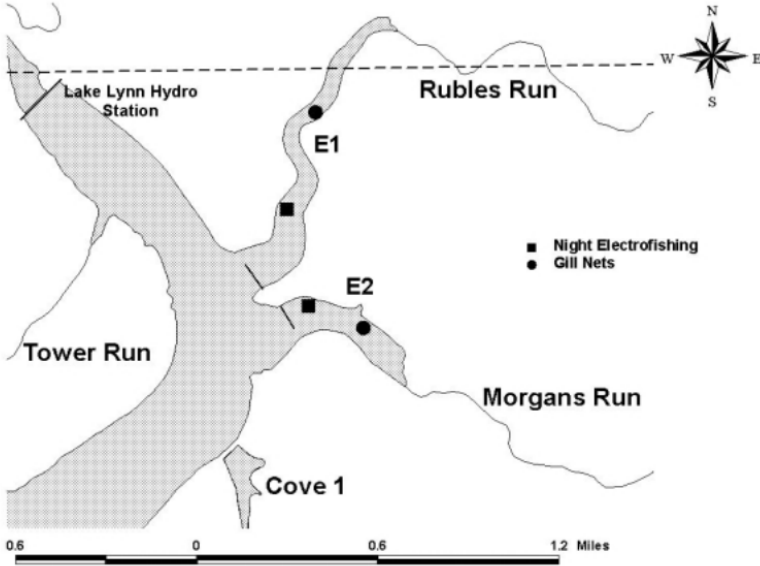 N
W
E
S
Lake Lynn Hydro
Station
Rubles Run
E1
Night Electrofishing
Gill Nets
E2
Tower Run
Morgans Run
Cove 1
0.6 0 0.6 1.2 Miles